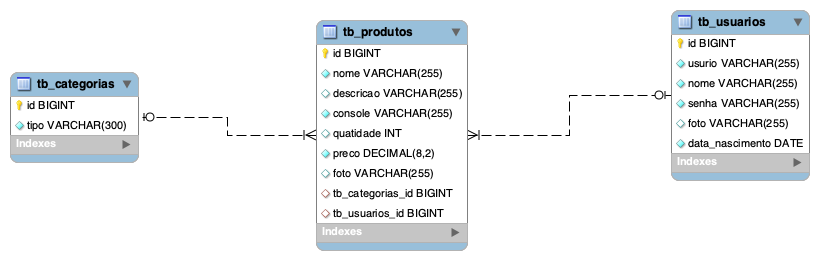 tb_categorias
id BIGINT
tipo VARCHAR(300)
Indexes
tb_produtos
id BIGINT
nome VARCHAR(255)
descricao VARCHAR(255)
console VARCHAR(255)
quatidade INT
preco DECIMAL(8,2)
foto VARCHAR(255)
tb_categorias_id BIGINT
tb_usuarios_id BIGINT
Indexes
tb_usuarios
id BIGINT
usurio VARCHAR(255)
nome VARCHAR(255)
senha VARCHAR(255)
foto VARCHAR(255)
data_nascimento DATE
Indexes